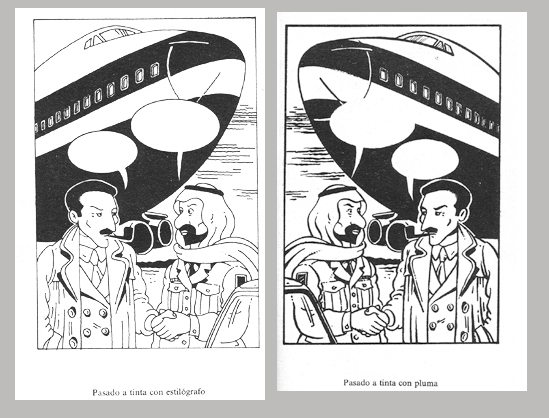 Pasado a tinta con estilógrafo
Pasado a tinta con pluma